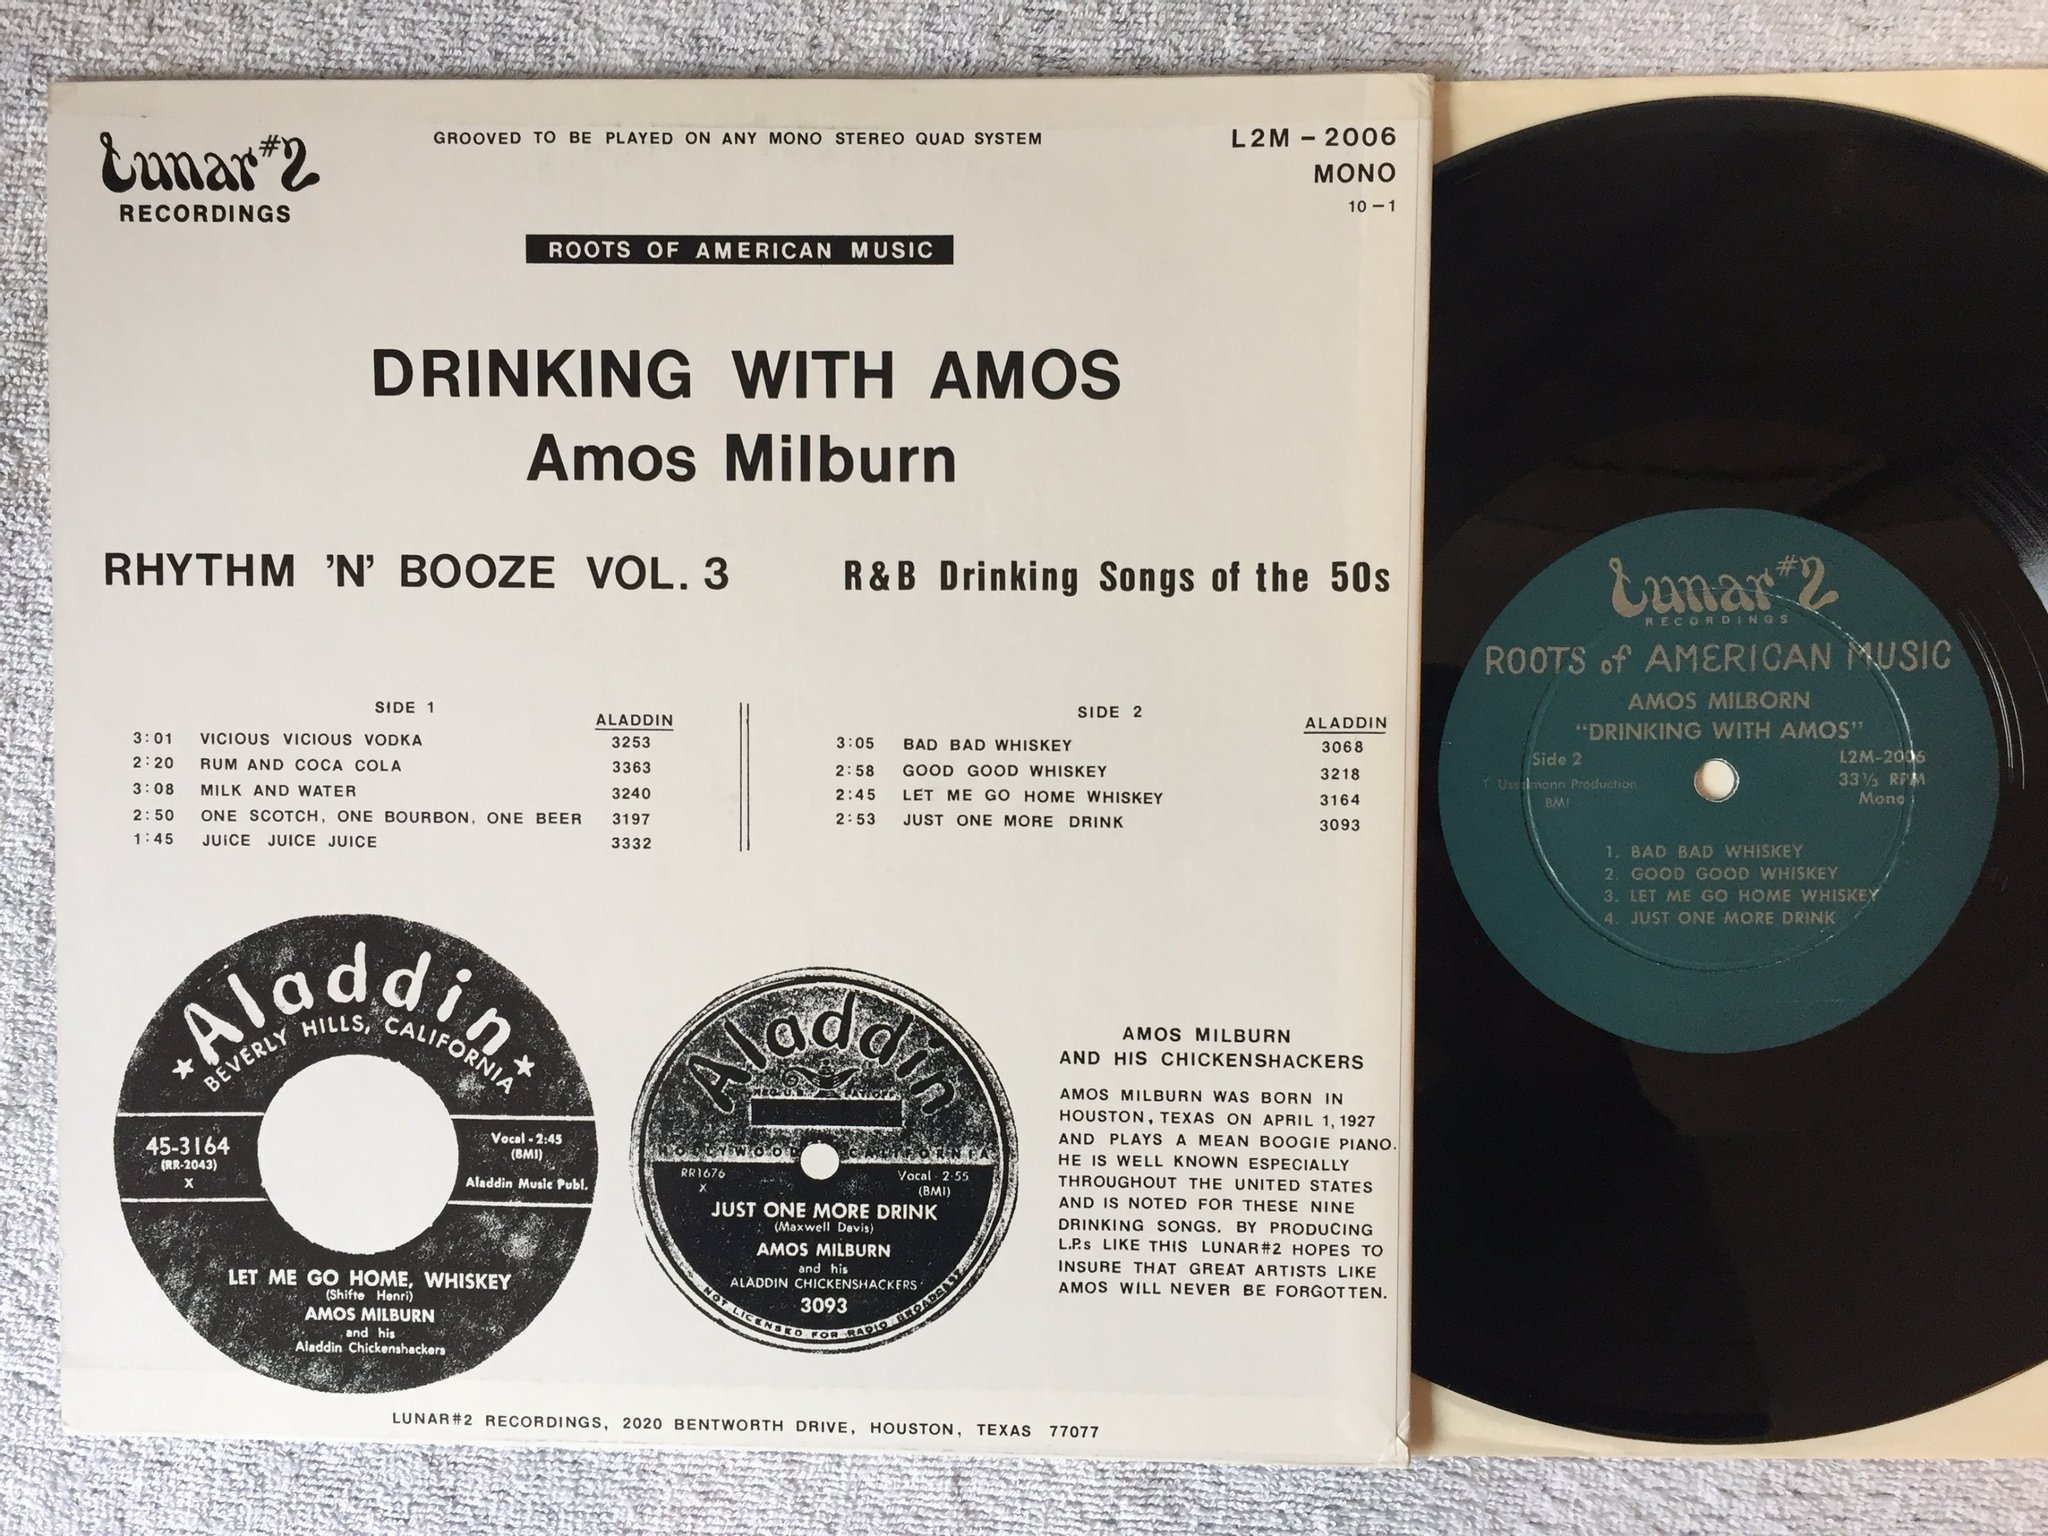 Lunar #2
RECORDINGS
GROOVED TO BE PLAYED ON ANY MONO STEREO QUAD SYSTEM
L2M – 2006
MONO
10 – 1
ROOTS OF AMERICAN MUSIC
DRINKING WITH AMOS
Amos Milburn
RHYTHM 'N' BOOZE VOL. 3
R&B Drinking Songs of the 50s
SIDE 1
ALADDIN
3:01 VICIOUS VICIOUS VODKA 3253
2:20 RUM AND COCA COLA 3363
3:08 MILK AND WATER 3240
2:50 ONE SCOTCH, ONE BOURBON, ONE BEER 3197
1:45 JUICE JUICE JUICE 3332
SIDE 2
ALADDIN
3:05 BAD BAD WHISKEY 3068
2:58 GOOD GOOD WHISKEY 3218
2:45 LET ME GO HOME WHISKEY 3164
2:53 JUST ONE MORE DRINK 3093
Aladdin
BEVERLY HILLS, CALIFORNIA
45-3164
(RR-2043)
X
Vocal - 2:45
(BMI)
Aladdin Music Publ.
LET ME GO HOME, WHISKEY
(Shifte Henri)
AMOS MILBURN
and his
Aladdin Chickenshackers
Aladdin
REG. U.S. PAT. OFF.
HOLLYWOOD CALIFORNIA
RR1676
X
Vocal - 2:55
(BMI)
JUST ONE MORE DRINK
(Maxwell Davis)
AMOS MILBURN
and his
ALADDIN CHICKENSHACKERS
3093
NOT LICENSED FOR RADIO BROADCAST
AMOS MILBURN
AND HIS CHICKENSHACKERS
AMOS MILBURN WAS BORN IN
HOUSTON, TEXAS ON APRIL 1, 1927
AND PLAYS A MEAN BOOGIE PIANO.
HE IS WELL KNOWN ESPECIALLY
THROUGHOUT THE UNITED STATES
AND IS NOTED FOR THESE NINE
DRINKING SONGS. BY PRODUCING
L.P.s LIKE THIS LUNAR#2 HOPES TO
INSURE THAT GREAT ARTISTS LIKE
AMOS WILL NEVER BE FORGOTTEN.
LUNAR#2 RECORDINGS, 2020 BENTWORTH DRIVE, HOUSTON, TEXAS 77077
Lunar #2
RECORDINGS
ROOTS of AMERICAN MUSIC
AMOS MILBORN
"DRINKING WITH AMOS"
Side 2
L2M-2006
T. Usselmann Production
33⅓ RPM
BMI
Mono
1. BAD BAD WHISKEY
2. GOOD GOOD WHISKEY
3. LET ME GO HOME WHISKEY
4. JUST ONE MORE DRINK